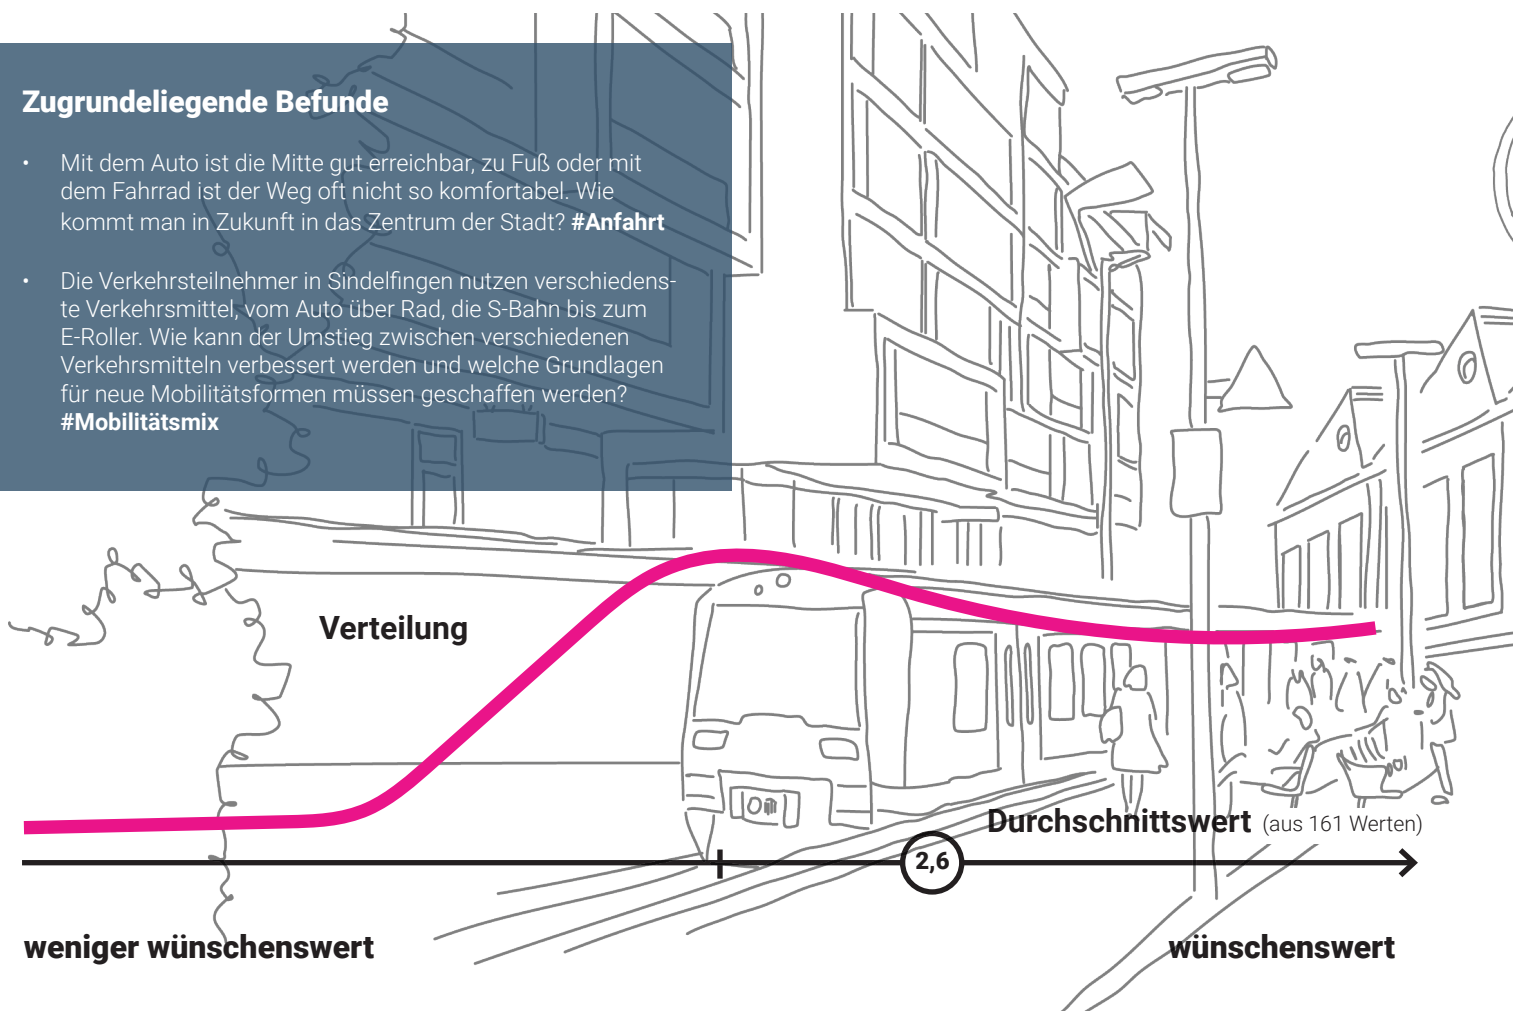 Zugrundeliegende Befunde
• Mit dem Auto ist die Mitte gut erreichbar, zu Fuß oder mit
dem Fahrrad ist der Weg oft nicht so komfortabel. Wie
kommt man in Zukunft in das Zentrum der Stadt? #Anfahrt
• Die Verkehrsteilnehmer in Sindelfingen nutzen verschiedens-
te Verkehrsmittel, vom Auto über Rad, die S-Bahn bis zum
E-Roller. Wie kann der Umstieg zwischen verschiedenen
Verkehrsmitteln verbessert werden und welche Grundlagen
für neue Mobilitätsformen müssen geschaffen werden?
#Mobilitätsmix
Verteilung
Durchschnittswert (aus 161 Werten)
2,6
weniger wünschenswert
wünschenswert